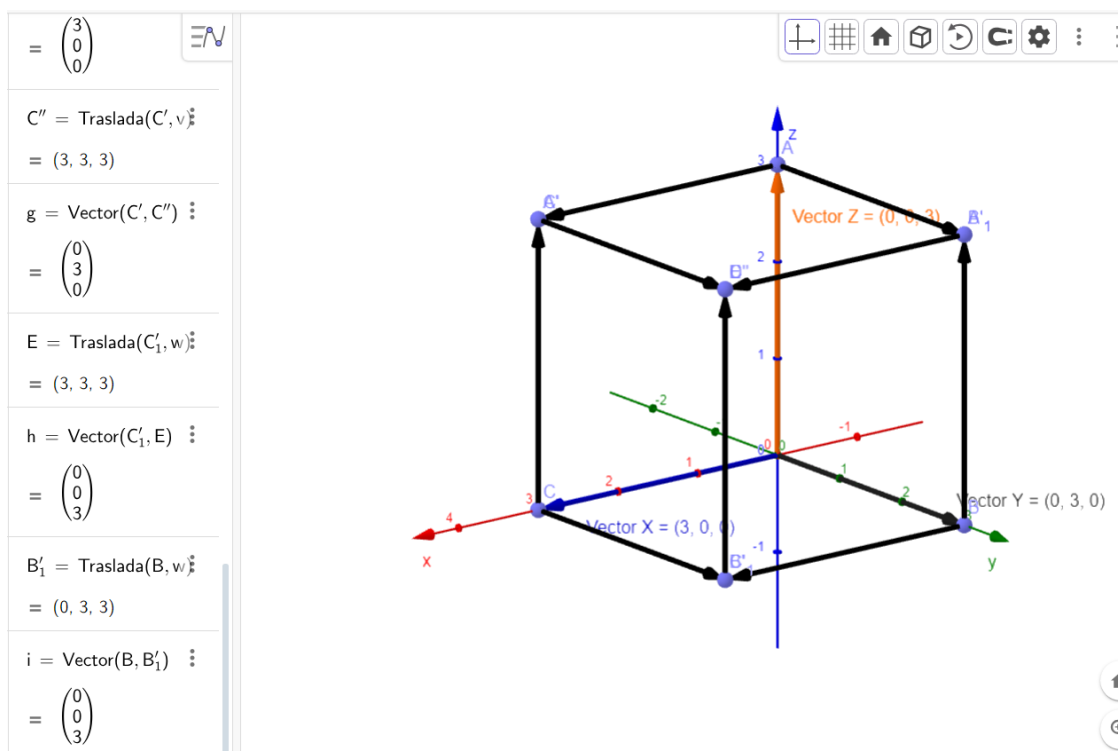 = (3 0 0)
C″ = Traslada(C′, v)
= (3, 3, 3)
g = Vector(C′, C″)
= (0 3 0)
E = Traslada(C′₁, w)
= (3, 3, 3)
h = Vector(C′₁, E)
= (0 0 3)
B′₁ = Traslada(B, w)
= (0, 3, 3)
i = Vector(B, B′₁)
= (0 0 3)
z
A
3
Vector Z = (0, 0, 3)
2
1
-2
-1
0
0
1
2
3
4
C
1
2
Vector Y = (0, 3, 0)
Vector X = (3, 0, 0)
-1
x
y